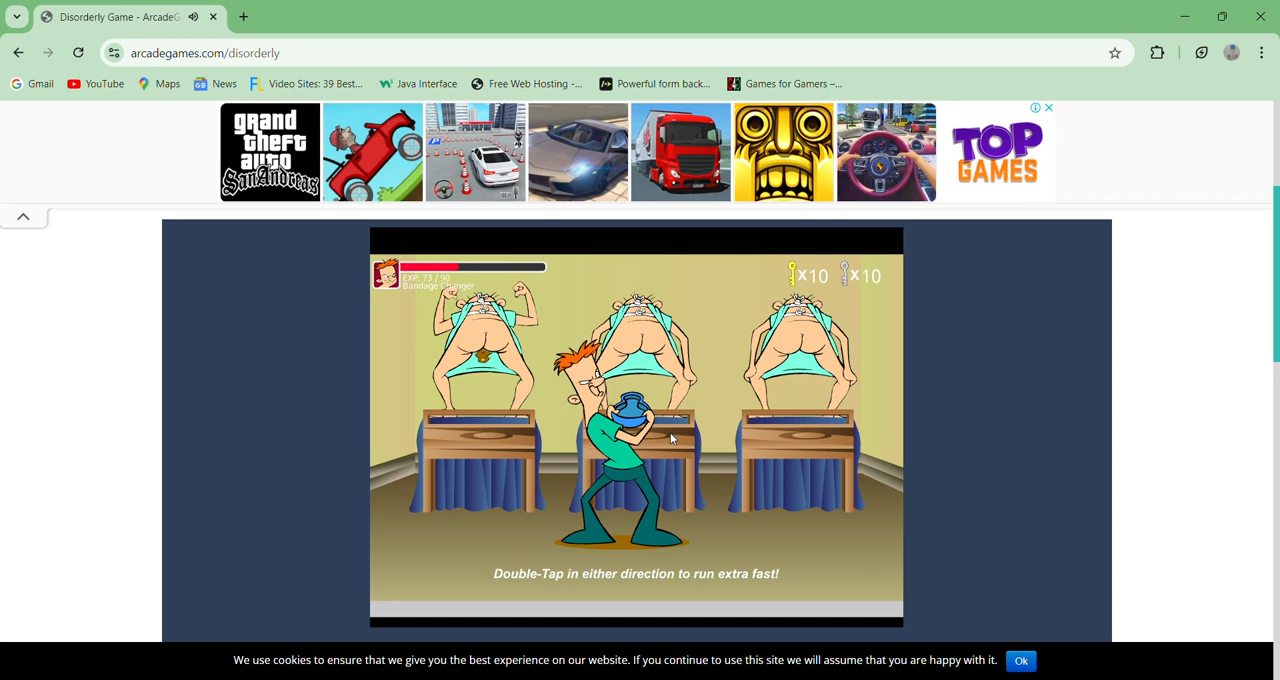 Disorderly Game - ArcadeG
arcadegames.com/disorderly
Gmail YouTube Maps News Video Sites: 39 Best... Java Interface Free Web Hosting -... Powerful form back... Games for Gamers –...
grand theft auto San Andreas
TOP GAMES
EXP: 73 / 90
Bandage Changer
x10 x10
Double-Tap in either direction to run extra fast!
We use cookies to ensure that we give you the best experience on our website. If you continue to use this site we will assume that you are happy with it. Ok